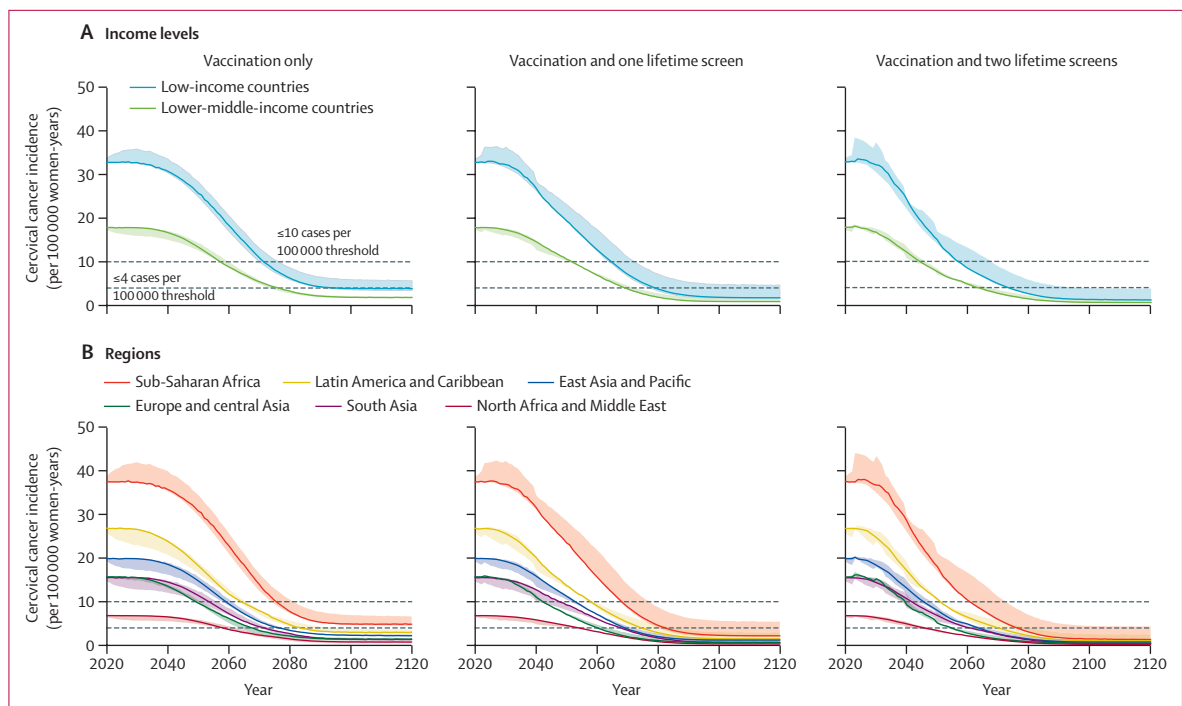 A Income levels
Vaccination only
Vaccination and one lifetime screen
Vaccination and two lifetime screens
Cervical cancer incidence
(per 100 000 women-years)
50
40
30
20
10
0
Low-income countries
Lower-middle-income countries
≤10 cases per
100 000 threshold
≤4 cases per
100 000 threshold
B Regions
Sub-Saharan Africa
Latin America and Caribbean
East Asia and Pacific
Europe and central Asia
South Asia
North Africa and Middle East
Cervical cancer incidence
(per 100 000 women-years)
50
40
30
20
10
0
2020 2040 2060 2080 2100 2120
Year
2020 2040 2060 2080 2100 2120
Year
2020 2040 2060 2080 2100 2120
Year